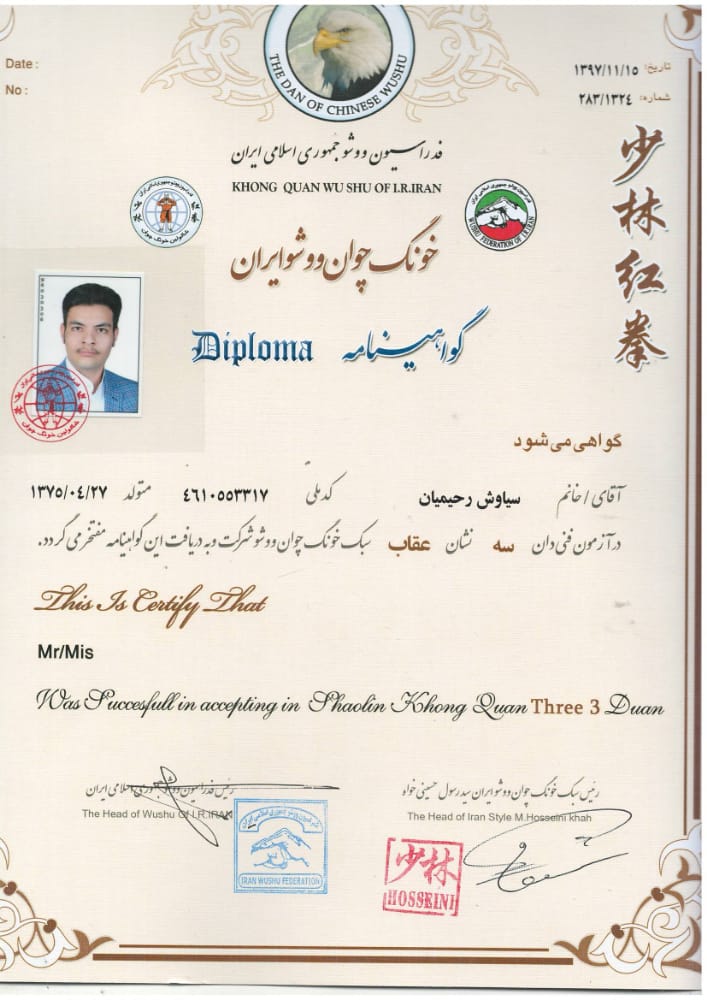 THE DAN OF CHINESE WUSHU
Date :
No :
تاریخ: ۱۳۹۷/۱۱/۱۵
شماره: ۲۸۳/۱۳۲۴
فدراسیون ووشو جمهوری اسلامی ایران
KHONG QUAN WU SHU OF I.R.IRAN
WUSHU FEDERATION OF I.R.IRAN
少林红拳
خونگ چوان ووشو ایران
Diploma گواهینامه
گواهی می شود
آقای / خانم سیاوش رحیمیان کد ملی ٤٦١٠٥٥٣٣١٧ متولد ۱۳۷۵/۰۴/۲۷
در آزمون فنی دان سه نشان عقاب سبک خونگ چوان ووشو شرکت و به دریافت این گواهینامه مفتخر می گردد.
This Is Certify That
Mr/Mis
Was Succesfull in accepting in Shaolin Khong Quan Three 3 Duan
رئیس فدراسیون ووشو جمهوری اسلامی ایران
The Head of Wushu Of I.R.IRAN
IRAN WUSHU FEDERATION
رئیس سبک خونگ چوان ووشو ایران سید رسول حسینی خواه
The Head of Iran Style M.Hosseini khah
少林
HOSSEINI